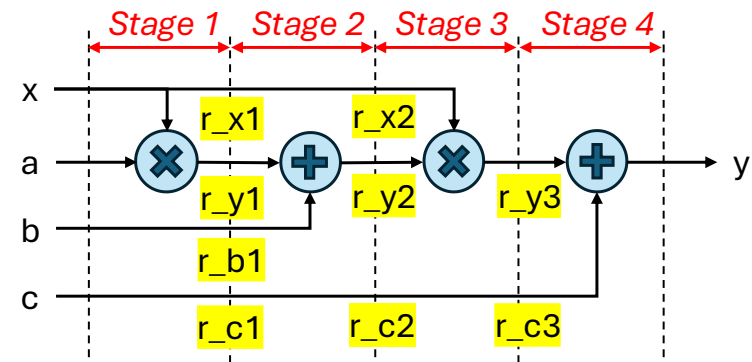 Stage 1 Stage 2 Stage 3 Stage 4
x
r_x1 r_x2
a y
r_y1 r_y2 r_y3
b
r_b1
c
r_c1 r_c2 r_c3